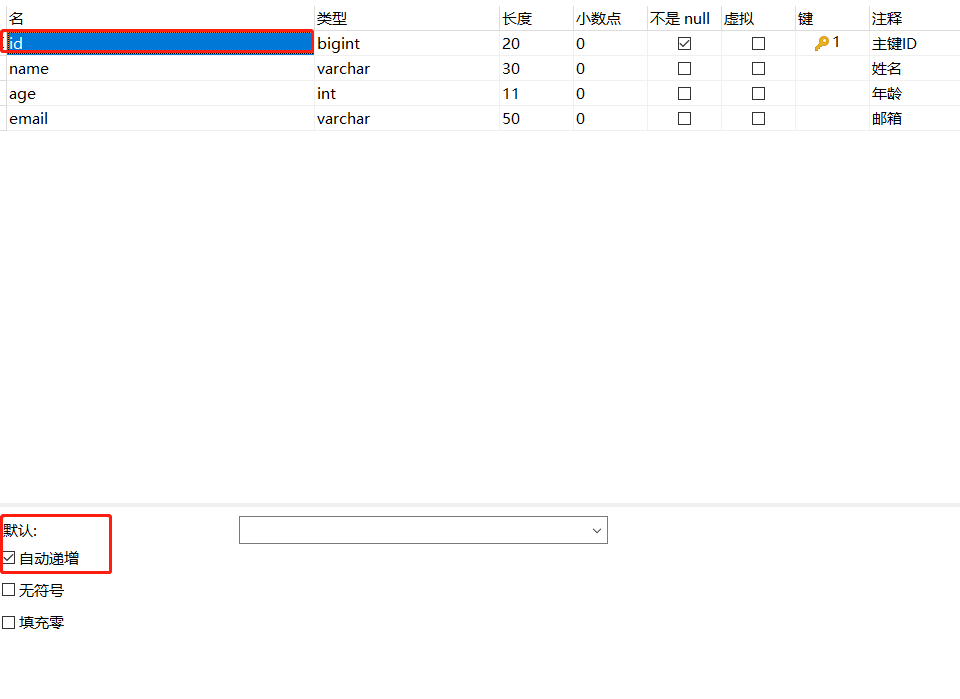 名 类型 长度 小数点 不是 null 虚拟 键 注释
id bigint 20 0 1 主键ID
name varchar 30 0 姓名
age int 11 0 年龄
email varchar 50 0 邮箱
默认:
自动递增
无符号
填充零